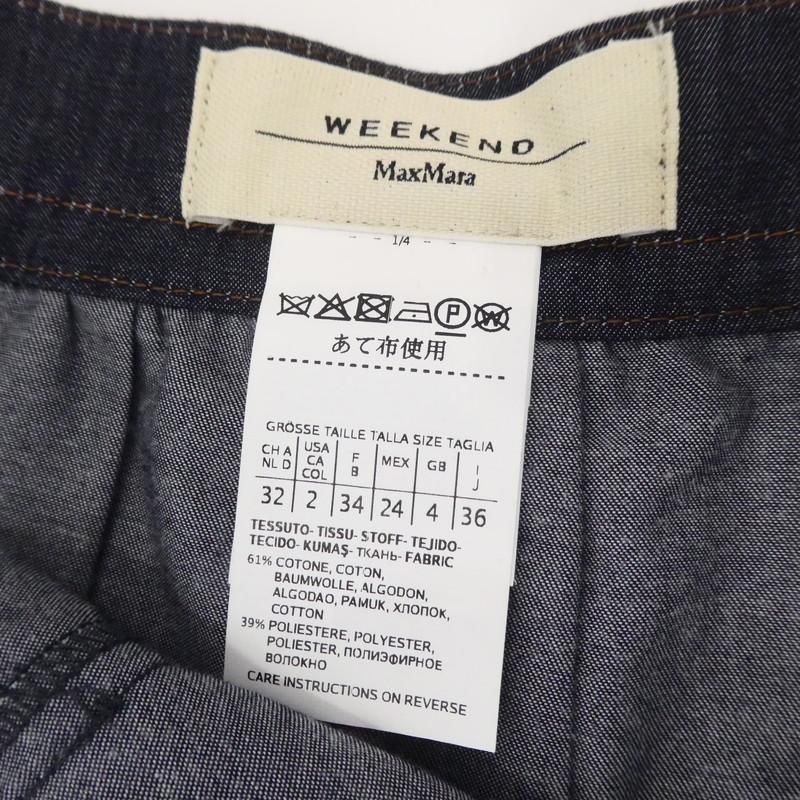 WEEKEND
MaxMara
1/4
P W
あて布使用
GRÖSSE TAILLE TALLA SIZE TAGLIA
CH A NL D USA CA COL F B MEX GB I J
32 2 34 24 4 36
TESSUTO- TISSU- STOFF- TEJIDO-
TECIDO- KUMAŞ- ТКАНЬ- FABRIC
61% COTONE, COTON,
BAUMWOLLE, ALGODON,
ALGODAO, PAMUK, ХЛОПОК,
COTTON
39% POLIESTERE, POLYESTER,
POLIESTER, ПОЛИЭФИРНОЕ
ВОЛОКНО
CARE INSTRUCTIONS ON REVERSE